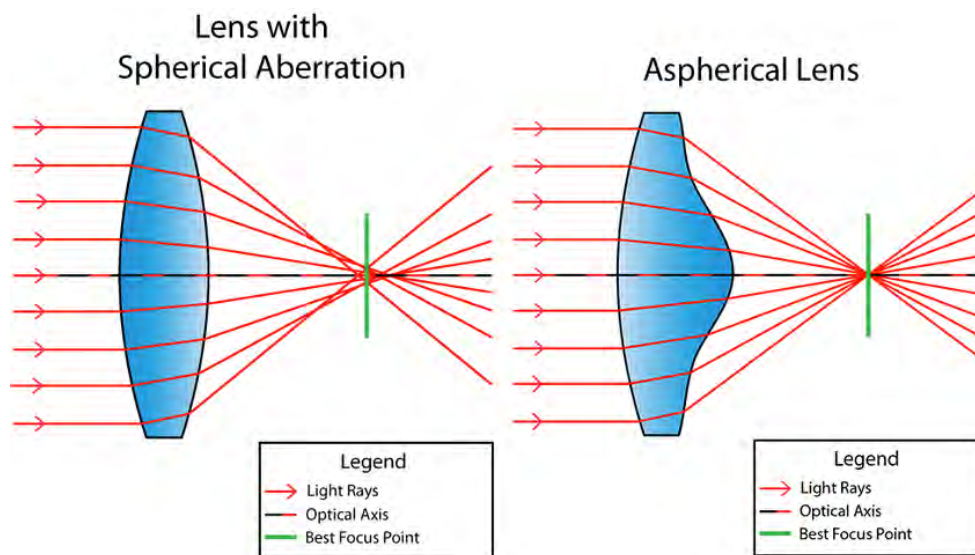 Lens with
Spherical Aberration
Aspherical Lens
Legend
Light Rays
Optical Axis
Best Focus Point
Legend
Light Rays
Optical Axis
Best Focus Point